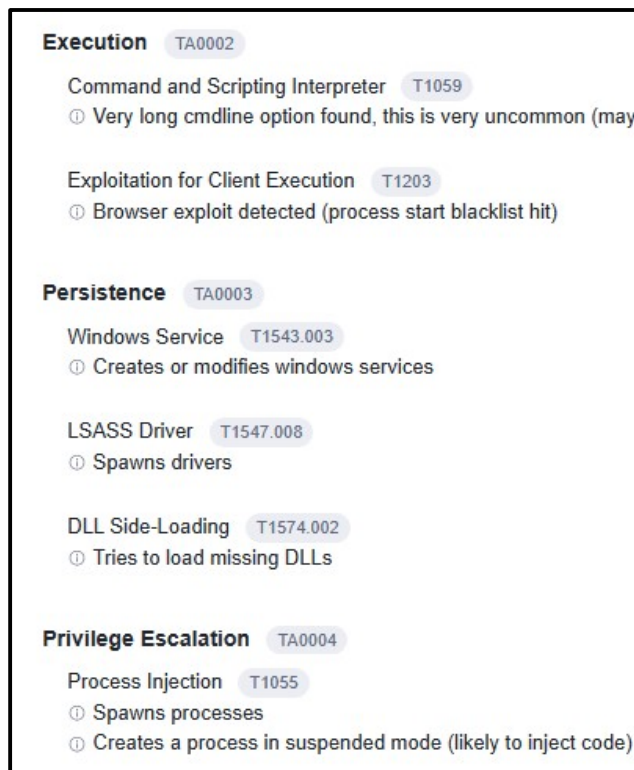 Execution TA0002
Command and Scripting Interpreter T1059
Very long cmdline option found, this is very uncommon (may
Exploitation for Client Execution T1203
Browser exploit detected (process start blacklist hit)
Persistence TA0003
Windows Service T1543.003
Creates or modifies windows services
LSASS Driver T1547.008
Spawns drivers
DLL Side-Loading T1574.002
Tries to load missing DLLs
Privilege Escalation TA0004
Process Injection T1055
Spawns processes
Creates a process in suspended mode (likely to inject code)